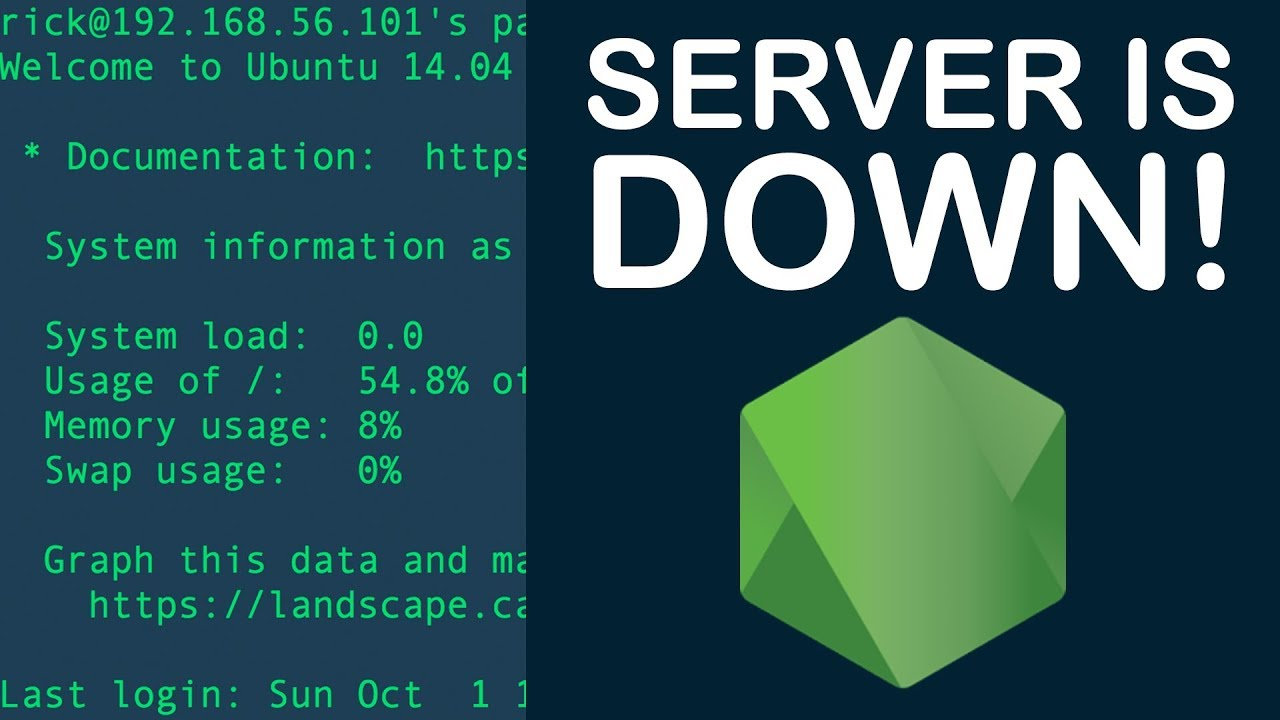 rick@192.168.56.101's pa
Welcome to Ubuntu 14.04
* Documentation: https
System information as
System load: 0.0
Usage of /: 54.8% of
Memory usage: 8%
Swap usage: 0%
Graph this data and ma
https://landscape.ca
Last login: Sun Oct 1 1
SERVER IS
DOWN!